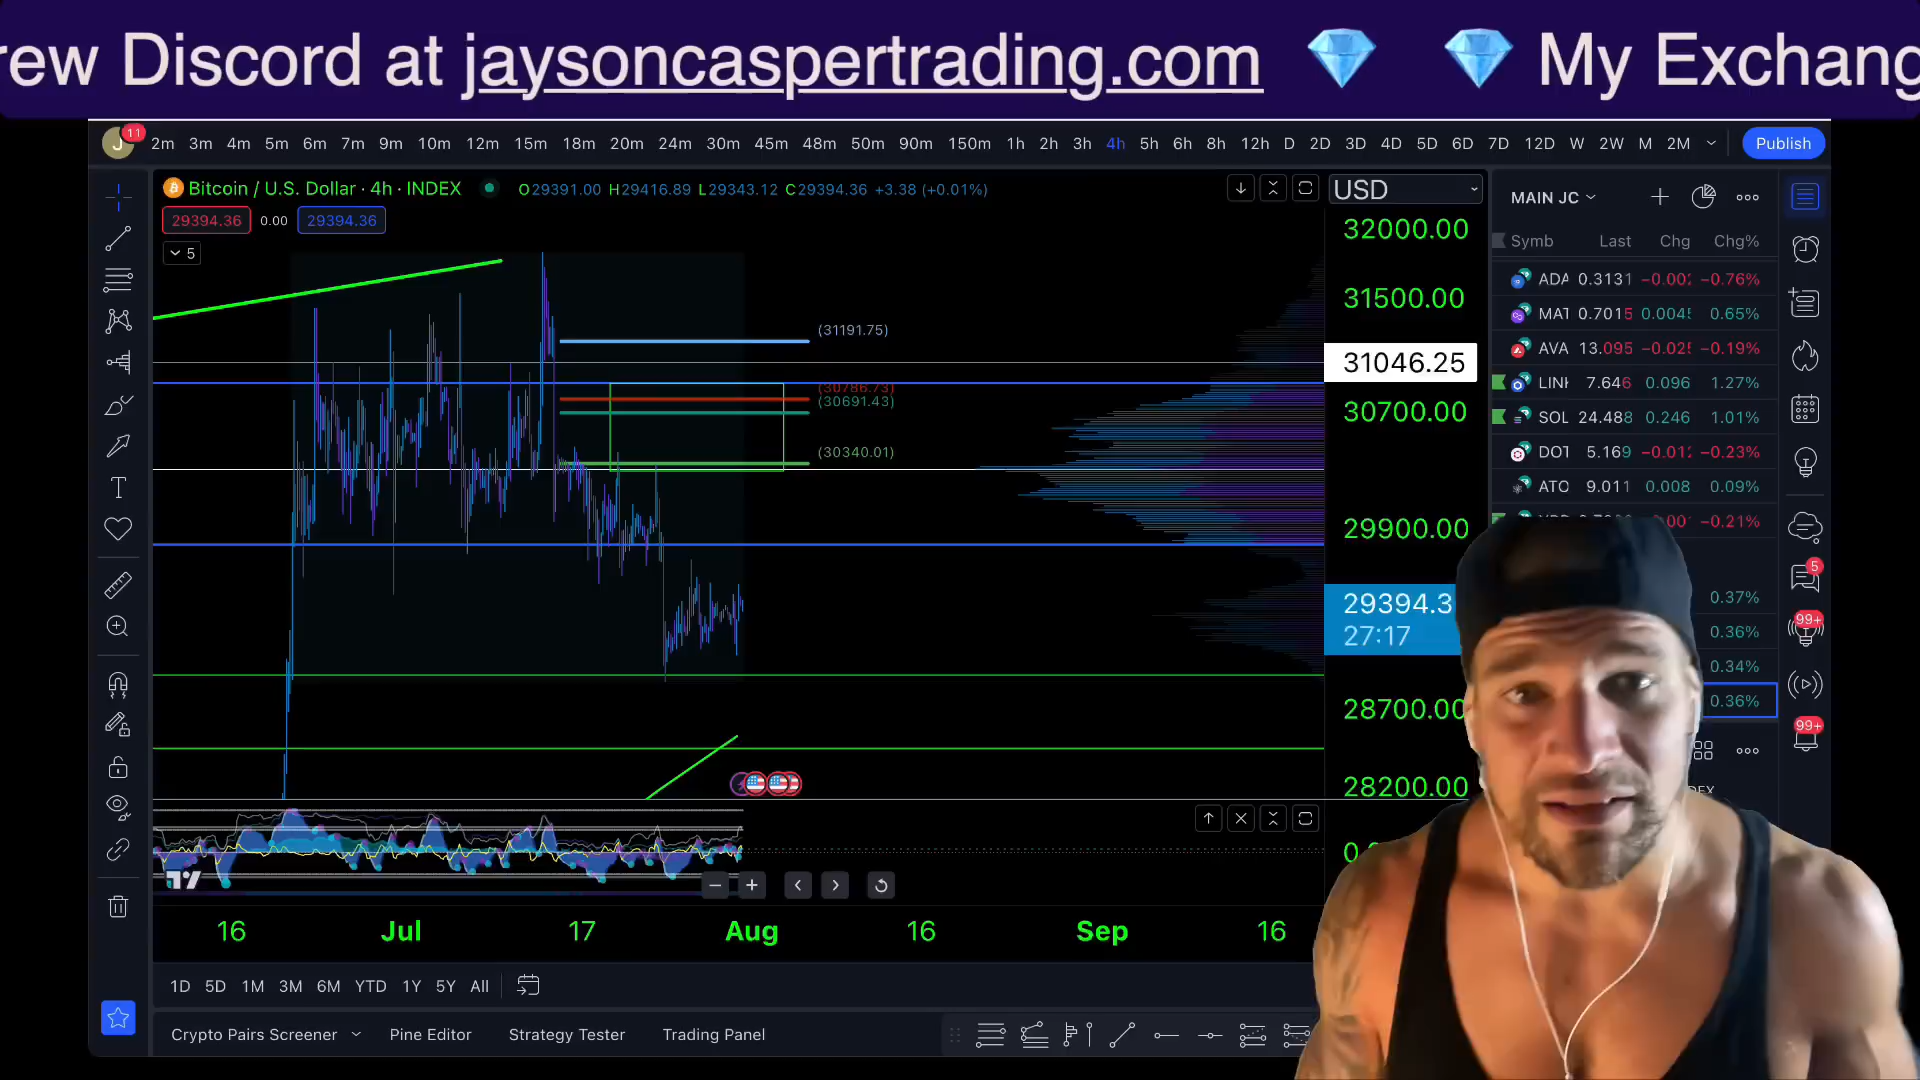 rew Discord at jaysoncaspertrading.com 💎 💎 My Exchang
J 11 2m 3m 4m 5m 6m 7m 9m 10m 12m 15m 18m 20m 24m 30m 45m 48m 50m 90m 150m 1h 2h 3h 4h 5h 6h 8h 12h D 2D 3D 4D 5D 6D 7D 12D W 2W M 2M Publish
Bitcoin / U.S. Dollar · 4h · INDEX O29391.00 H29416.89 L29343.12 C29394.36 +3.38 (+0.01%)
29394.36 0.00 29394.36
5
USD
32000.00
31500.00
31046.25
30700.00
29900.00
29394.3
27:17
28700.00
28200.00
(31191.75)
(30786.73)
(30691.43)
(30340.01)
MAIN JC
Symb Last Chg Chg%
ADA 0.3131 −0.76%
MAT 0.7015 0.65%
AVA 13.095 −0.19%
LINK 7.646 0.096 1.27%
SOL 24.488 0.246 1.01%
DOT 5.169 −0.23%
ATO 9.011 0.008 0.09%
−0.21%
0.37%
0.36%
0.34%
0.36%
5
99+
99+
16 Jul 17 Aug 16 Sep 16
1D 5D 1M 3M 6M YTD 1Y 5Y All
Crypto Pairs Screener Pine Editor Strategy Tester Trading Panel